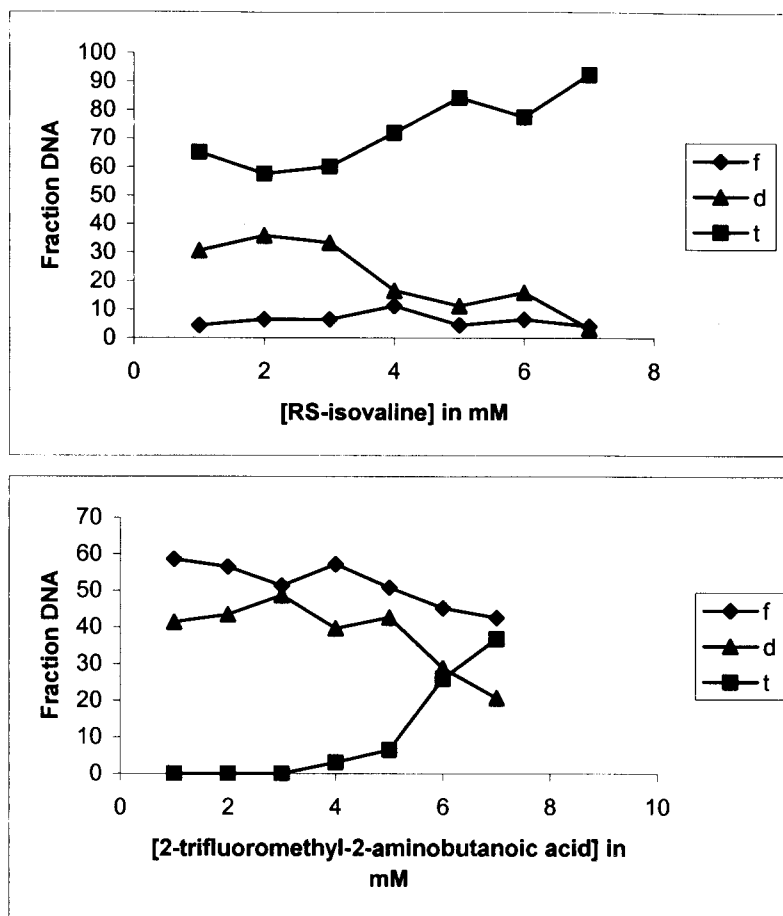 100
90
80
70
60
50
40
30
20
10
0
Fraction DNA
0 2 4 6 8
[RS-isovaline] in mM
f
d
t
70
60
50
40
30
20
10
0
Fraction DNA
0 2 4 6 8 10
[2-trifluoromethyl-2-aminobutanoic acid] in
mM
f
d
t